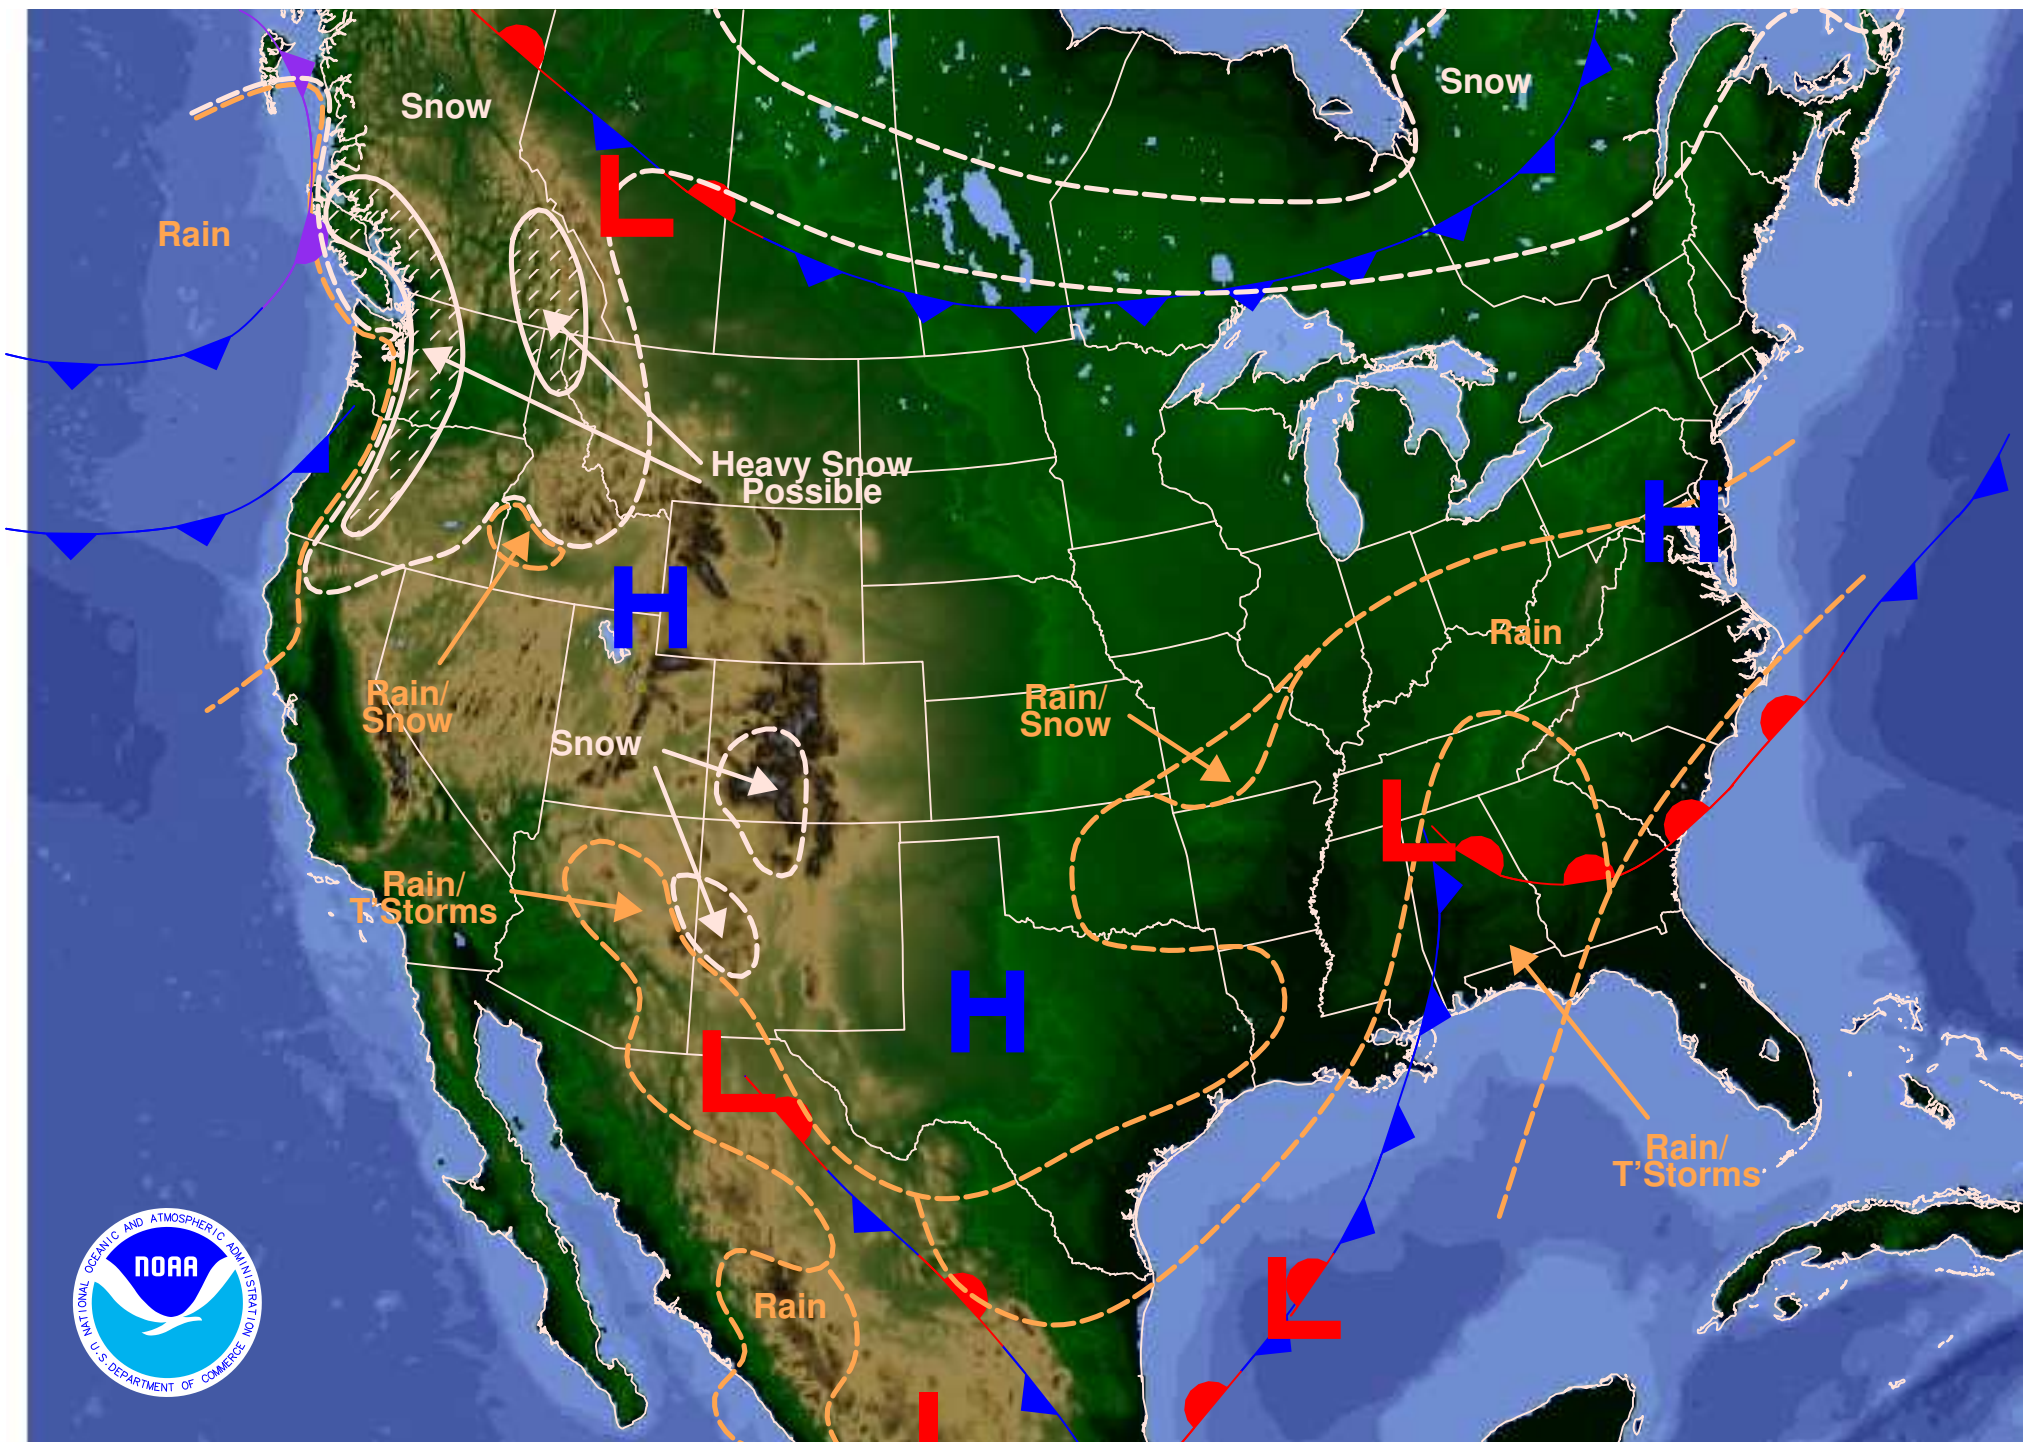 Snow
Snow
Rain
Heavy Snow
Possible
H
L
H
Rain
Rain/
Snow
Rain/
Snow
Snow
L
Rain/
T'Storms
H
L
Rain/
T'Storms
L
Rain
L
NATIONAL OCEANIC AND ATMOSPHERIC ADMINISTRATION
NOAA
U.S. DEPARTMENT OF COMMERCE